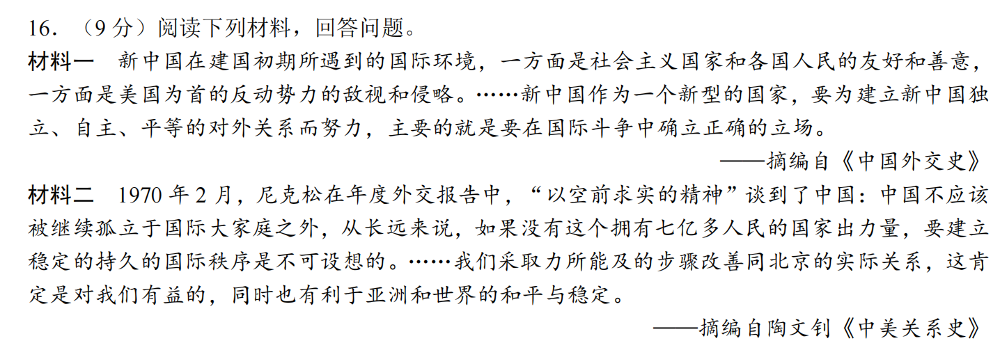 16．（9 分）阅读下列材料，回答问题。
材料一　新中国在建国初期所遇到的国际环境，一方面是社会主义国家和各国人民的友好和善意，
一方面是美国为首的反动势力的敌视和侵略。……新中国作为一个新型的国家，要为建立新中国独
立、自主、平等的对外关系而努力，主要的就是要在国际斗争中确立正确的立场。
——摘编自《中国外交史》
材料二　1970 年 2 月，尼克松在年度外交报告中，“以空前求实的精神”谈到了中国：中国不应该
被继续孤立于国际大家庭之外，从长远来说，如果没有这个拥有七亿多人民的国家出力量，要建立
稳定的持久的国际秩序是不可设想的。……我们采取力所能及的步骤改善同北京的实际关系，这肯
定是对我们有益的，同时也有利于亚洲和世界的和平与稳定。
——摘编自陶文钊《中美关系史》